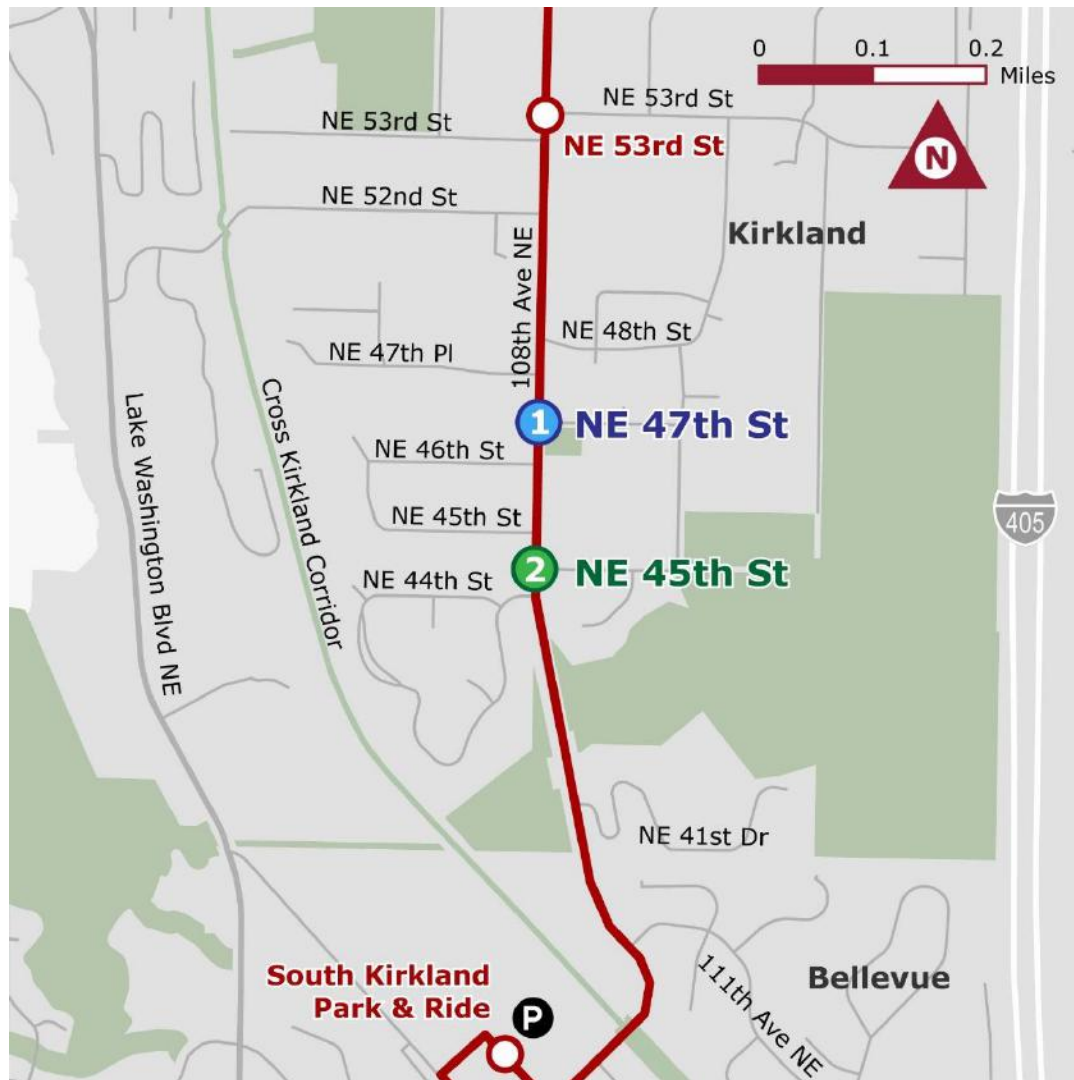 0 0.1 0.2
Miles
N
NE 53rd St
NE 53rd St
NE 53rd St
NE 52nd St
Kirkland
108th Ave NE
NE 48th St
NE 47th Pl
1 NE 47th St
Cross Kirkland Corridor
Lake Washington Blvd NE
NE 46th St
NE 45th St
405
2 NE 45th St
NE 44th St
NE 41st Dr
111th Ave NE
Bellevue
South Kirkland
Park & Ride
P